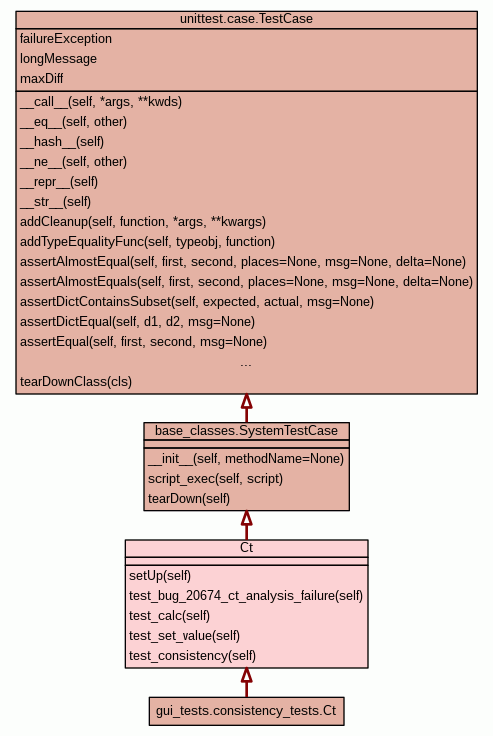 unittest.case.TestCase
failureException
longMessage
maxDiff
__call__(self, *args, **kwds)
__eq__(self, other)
__hash__(self)
__ne__(self, other)
__repr__(self)
__str__(self)
addCleanup(self, function, *args, **kwargs)
addTypeEqualityFunc(self, typeobj, function)
assertAlmostEqual(self, first, second, places=None, msg=None, delta=None)
assertAlmostEquals(self, first, second, places=None, msg=None, delta=None)
assertDictContainsSubset(self, expected, actual, msg=None)
assertDictEqual(self, d1, d2, msg=None)
assertEqual(self, first, second, msg=None)
...
tearDownClass(cls)
base_classes.SystemTestCase
__init__(self, methodName=None)
script_exec(self, script)
tearDown(self)
Ct
setUp(self)
test_bug_20674_ct_analysis_failure(self)
test_calc(self)
test_set_value(self)
test_consistency(self)
gui_tests.consistency_tests.Ct